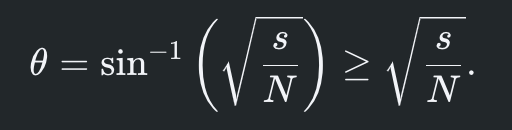 θ = sin⁻¹(√(s/N)) ≥ √(s/N).